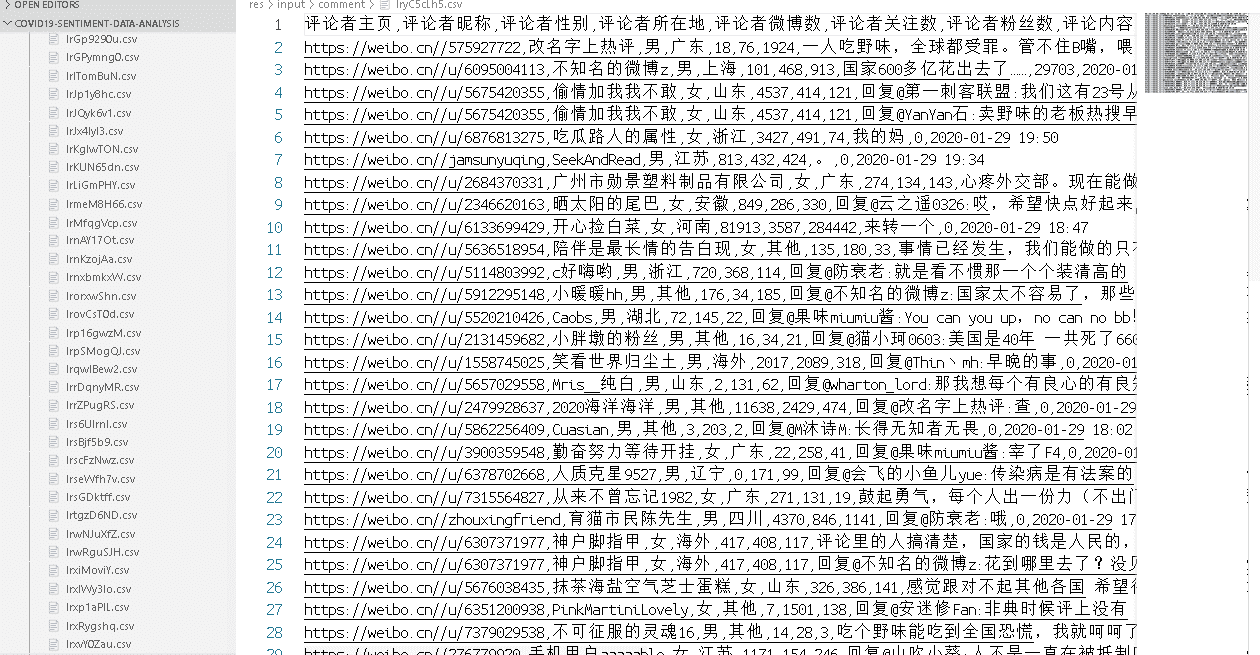 OPEN EDITORS
COVID19-SENTIMENT-DATA-ANALYSIS
IrGp9290u.csv
IrGPymngO.csv
IrITomBuN.csv
IrJp1y8hc.csv
IrJQyk6v1.csv
IrJx4lyI3.csv
IrKglwTON.csv
IrKUN65dn.csv
IrLiGmPHY.csv
IrmeM8H66.csv
IrMfqgVcp.csv
IrnAY17Ot.csv
IrnKzojAa.csv
IrnxbmkxW.csv
IrorxwShn.csv
IrovCsTOd.csv
Irp16gwzM.csv
IrpSMogQJ.csv
IrqwlBew2.csv
IrrDqnyMR.csv
IrrZPugRS.csv
Irs6UIrnI.csv
IrsBjf5b9.csv
IrscFzNwz.csv
IrseWfh7v.csv
IrsGDktff.csv
IrtgzD6ND.csv
IrwNJuXfZ.csv
IrwRguSJH.csv
IrxiMoviY.csv
IrxlWy3Io.csv
Irxp1aPlL.csv
IrxRygshq.csv
IrxvY0Zau.csv
res > input > comment > IryC5cLh5.csv
1 评论者主页,评论者昵称,评论者性别,评论者所在地,评论者微博数,评论者关注数,评论者粉丝数,评论内容
2 https://weibo.cn//575927722,改名字上热评,男,广东,18,76,1924,一人吃野味，全球都受罪。管不住B嘴，喂
3 https://weibo.cn//u/6095004113,不知名的微博z,男,上海,101,468,913,国家600多亿花出去了……,29703,2020-01
4 https://weibo.cn//u/5675420355,偷情加我我不敢,女,山东,4537,414,121,回复@第一刺客联盟:我们这有23号从
5 https://weibo.cn//u/5675420355,偷情加我我不敢,女,山东,4537,414,121,回复@YanYan石:卖野味的老板热搜早
6 https://weibo.cn//u/6876813275,吃瓜路人的属性,女,浙江,3427,491,74,我的妈,0,2020-01-29 19:50
7 https://weibo.cn//jamsunyuqing,SeekAndRead,男,江苏,813,432,424,。,0,2020-01-29 19:34
8 https://weibo.cn//u/2684370331,广州市勋景塑料制品有限公司,女,广东,274,134,143,心疼外交部。现在能做
9 https://weibo.cn//u/2346620163,晒太阳的尾巴,女,安徽,849,286,330,回复@云之遥0326:哎，希望快点好起来
10 https://weibo.cn//u/6133699429,开心捡白菜,女,河南,81913,3587,284442,来转一个,0,2020-01-29 18:47
11 https://weibo.cn//u/5636518954,陪伴是最长情的告白现,女,其他,135,180,33,事情已经发生，我们能做的只
12 https://weibo.cn//u/5114803992,c好嗨哟,男,浙江,720,368,114,回复@防衰老:就是看不惯那一个个装清高的
13 https://weibo.cn//u/5912295148,小暖暖hh,男,其他,176,34,185,回复@不知名的微博z:国家太不容易了，那些
14 https://weibo.cn//u/5520210426,Caobs,男,湖北,72,145,22,回复@果味miumiu酱:You can you up，no can no bb!
15 https://weibo.cn//u/2131459682,小胖墩的粉丝,男,其他,16,34,21,回复@猫小珂0603:美国是40年 一共死了660
16 https://weibo.cn//u/1558745025,笑看世界归尘土,男,海外,2017,2089,318,回复@Thin丶mh:早晚的事,0,2020-01
17 https://weibo.cn//u/5657029558,Mris__纯白,男,山东,2,131,62,回复@wharton_lord:那我想每个有良心的有良
18 https://weibo.cn//u/2479928637,2020海洋海洋,男,其他,11638,2429,474,回复@改名字上热评:查,0,2020-01-29
19 https://weibo.cn//u/5862256409,Cuasian,男,其他,3,203,2,回复@M沐诗M:长得无知者无畏,0,2020-01-29 18:02
20 https://weibo.cn//u/3900359548,勤奋努力等待开挂,女,广东,22,258,41,回复@果味miumiu酱:宰了F4,0,2020-01
21 https://weibo.cn//u/6378702668,人质克星9527,男,辽宁,0,171,99,回复@会飞的小鱼儿yue:传染病是有法案的
22 https://weibo.cn//u/7315564827,从来不曾忘记1982,女,广东,271,131,19,鼓起勇气，每个人出一份力（不出门
23 https://weibo.cn//zhouxingfriend,育猫市民陈先生,男,四川,4370,846,1141,回复@防衰老:哦,0,2020-01-29 17
24 https://weibo.cn//u/6307371977,神户脚指甲,女,海外,417,408,117,评论里的人搞清楚，国家的钱是人民的，
25 https://weibo.cn//u/6307371977,神户脚指甲,女,海外,417,408,117,回复@不知名的微博z:花到哪里去了？没见
26 https://weibo.cn//u/5676038435,抹茶海盐空气芝士蛋糕,女,山东,326,386,141,感觉跟对不起其他各国 希望得
27 https://weibo.cn//u/6351200938,PinkMartiniLovely,女,其他,7,1501,138,回复@安迷修Fan:非典时候评上没有
28 https://weibo.cn//u/7379029538,不可征服的灵魂16,男,其他,14,28,3,吃个野味能吃到全国恐慌，我就呵呵了